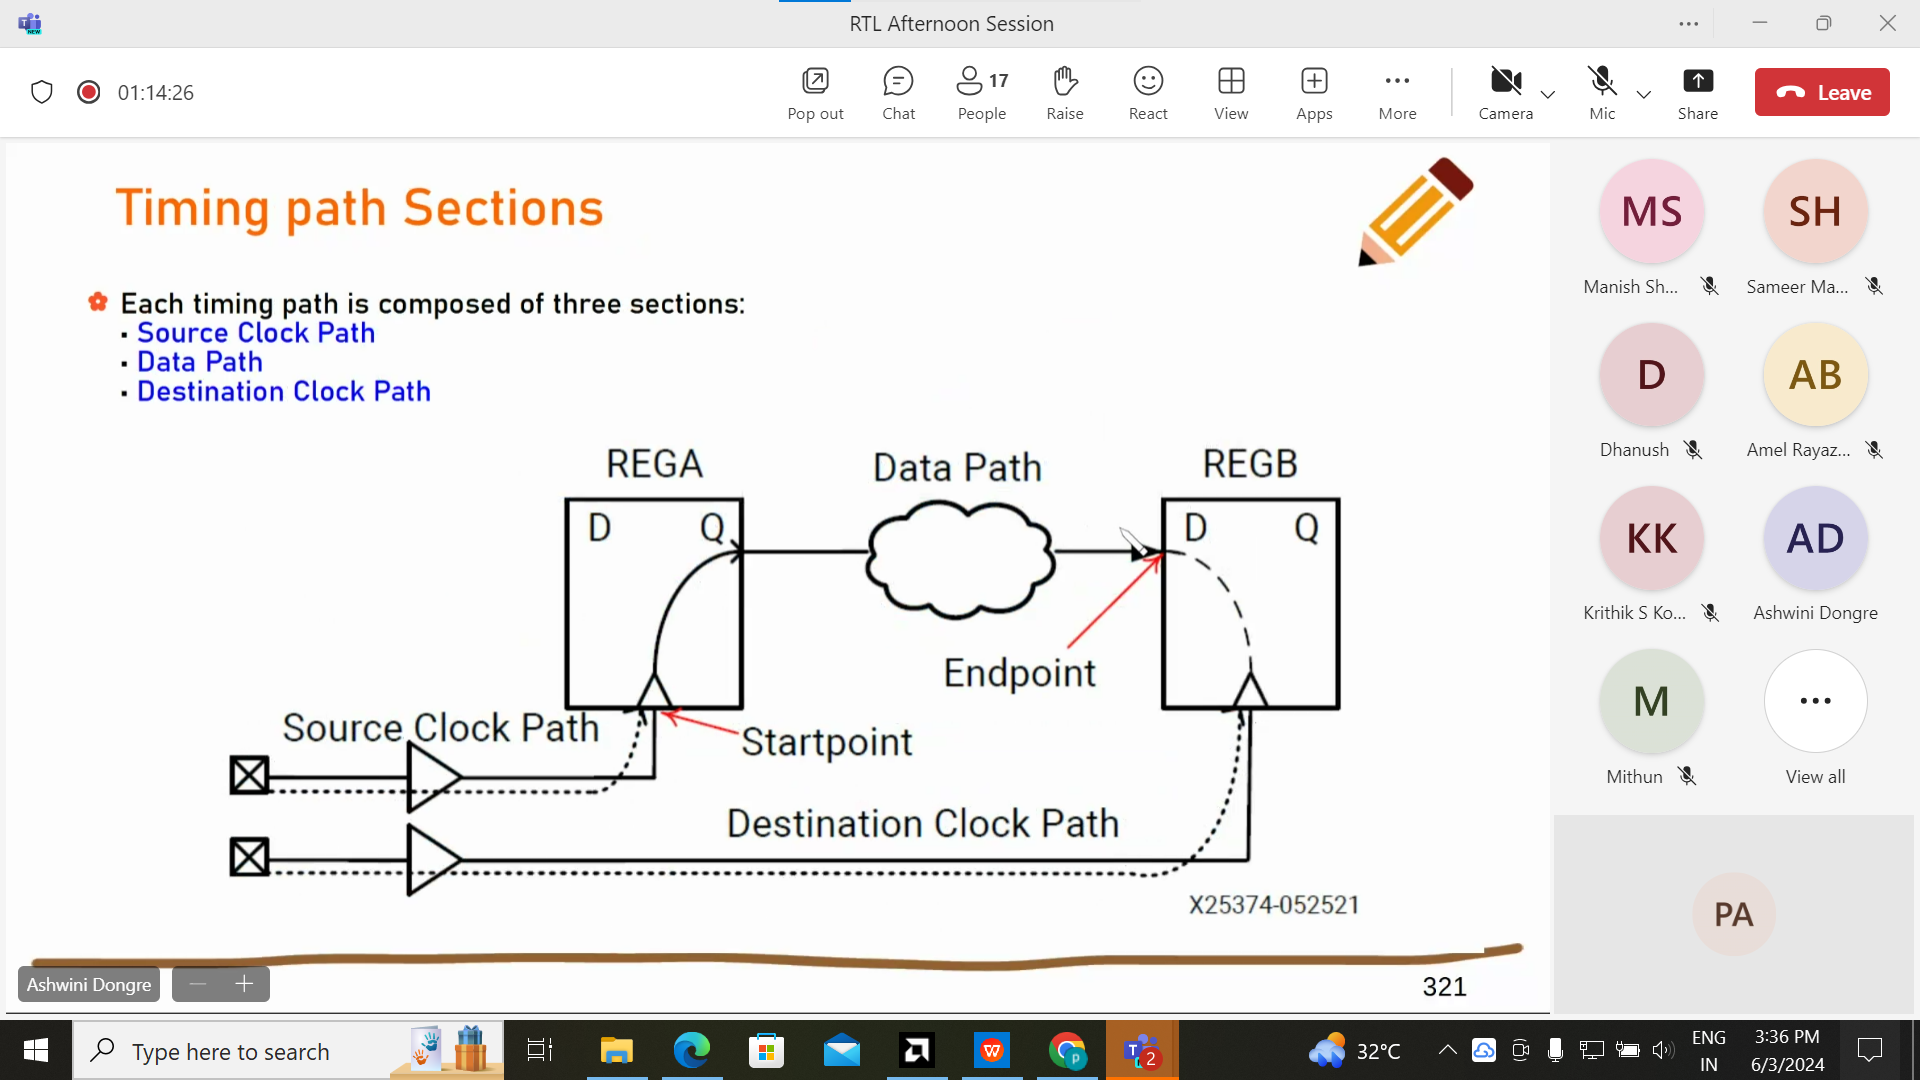 RTL Afternoon Session
01:14:26
Pop out
Chat
17
People
Raise
React
View
Apps
More
Camera
Mic
Share
Leave
Timing path Sections
Each timing path is composed of three sections:
Source Clock Path
Data Path
Destination Clock Path
REGA
Data Path
REGB
D
Q
D
Q
Endpoint
Source Clock Path
Startpoint
Destination Clock Path
X25374-052521
321
Ashwini Dongre
MS
SH
Manish Sh...
Sameer Ma...
D
AB
Dhanush
Amel Rayaz...
KK
AD
Krithik S Ko...
Ashwini Dongre
M
Mithun
View all
PA
Type here to search
NEW
2
32°C
ENG
IN
3:36 PM
6/3/2024